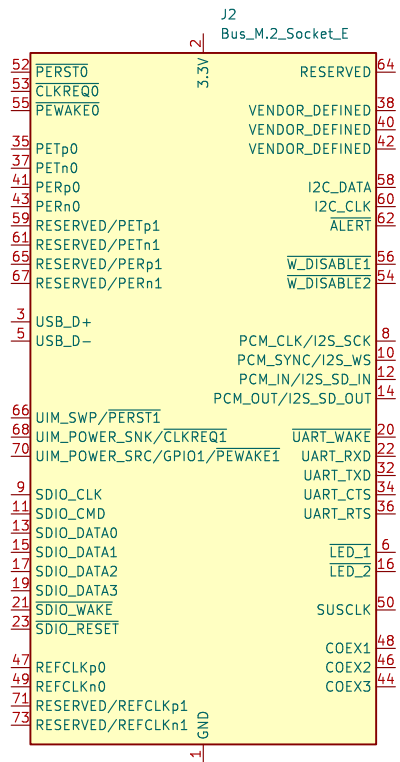 J2
Bus_M.2_Socket_E
2
3.3V
52 PERST0
53 CLKREQ0
55 PEWAKE0
35 PETp0
37 PETn0
41 PERp0
43 PERn0
59 RESERVED/PETp1
61 RESERVED/PETn1
65 RESERVED/PERp1
67 RESERVED/PERn1
3 USB_D+
5 USB_D-
66 UIM_SWP/PERST1
68 UIM_POWER_SNK/CLKREQ1
70 UIM_POWER_SRC/GPIO1/PEWAKE1
9 SDIO_CLK
11 SDIO_CMD
13 SDIO_DATA0
15 SDIO_DATA1
17 SDIO_DATA2
19 SDIO_DATA3
21 SDIO_WAKE
23 SDIO_RESET
47 REFCLKp0
49 REFCLKn0
71 RESERVED/REFCLKp1
73 RESERVED/REFCLKn1
RESERVED 64
VENDOR_DEFINED 38
VENDOR_DEFINED 40
VENDOR_DEFINED 42
I2C_DATA 58
I2C_CLK 60
ALERT 62
W_DISABLE1 56
W_DISABLE2 54
PCM_CLK/I2S_SCK 8
PCM_SYNC/I2S_WS 10
PCM_IN/I2S_SD_IN 12
PCM_OUT/I2S_SD_OUT 14
UART_WAKE 20
UART_RXD 22
UART_TXD 32
UART_CTS 34
UART_RTS 36
LED_1 6
LED_2 16
SUSCLK 50
COEX1 48
COEX2 46
COEX3 44
GND
1